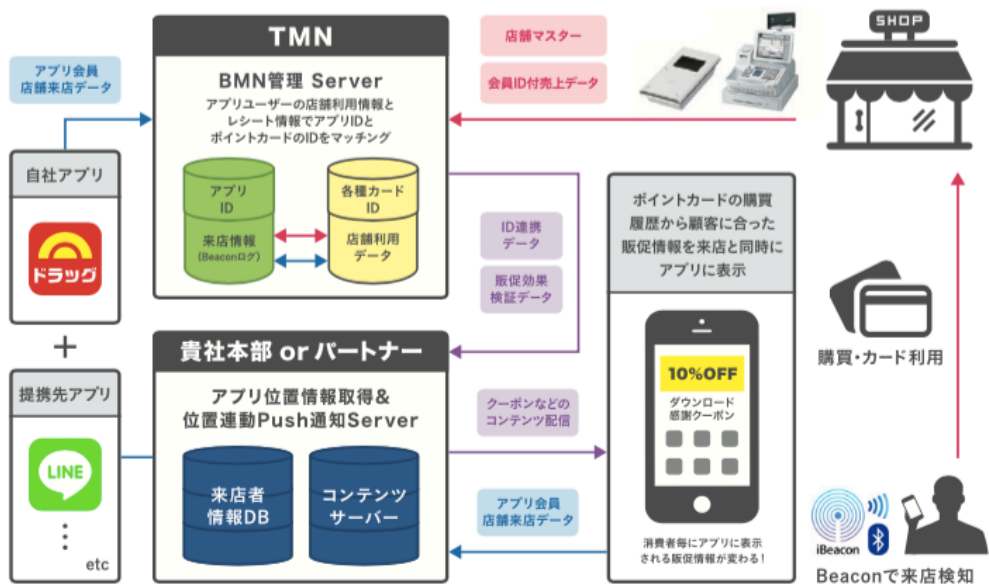 アプリ会員
店舗来店データ
自社アプリ
ドラッグ
+
提携先アプリ
LINE
etc
TMN
BMN管理 Server
アプリユーザーの店舗利用情報と
レシート情報でアプリIDと
ポイントカードのIDをマッチング
アプリ
ID
来店情報
(Beaconログ)
各種カード
ID
店舗利用
データ
貴社本部 or パートナー
アプリ位置情報取得&
位置連動Push通知Server
来店者
情報DB
コンテンツ
サーバー
店舗マスター
会員ID付売上データ
ID連携
データ
販促効果
検証データ
クーポンなどの
コンテンツ配信
アプリ会員
店舗来店データ
ポイントカードの購買
履歴から顧客に合った
販促情報を来店と同時に
アプリに表示
10%OFF
ダウンロード
感謝クーポン
消費者毎にアプリに表示
される販促情報が変わる!
SHOP
購買・カード利用
iBeacon
Beaconで来店検知